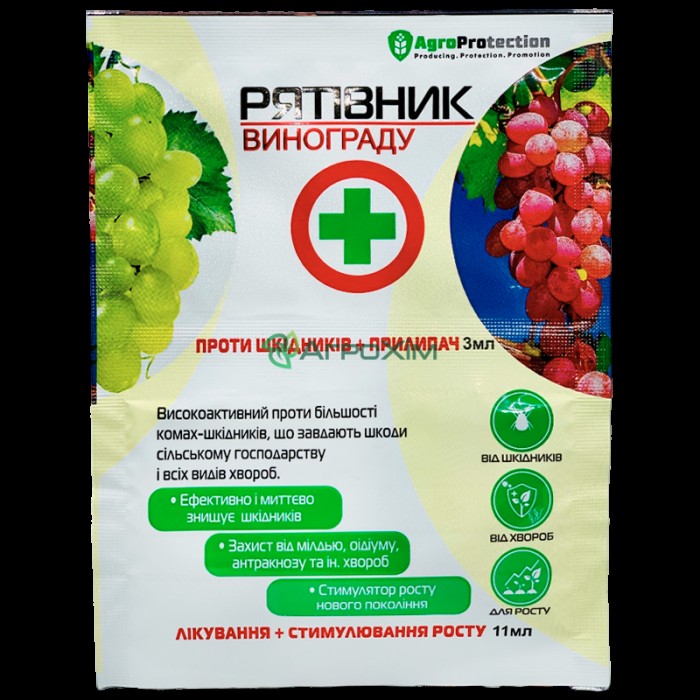 AgroProtection
Producing. Protection. Promotion
РЯТІВНИК
ВИНОГРАДУ
ПРОТИ ШКІДНИКІВ + ПРИЛИПАЧ 3мл
АГРОХІМ
Високоактивний проти більшості
комах-шкідників, що завдають шкоди
сільському господарству
і всіх видів хвороб.
• Ефективно і миттєво
знищує шкідників
• Захист від мілдью, оідіуму,
антракнозу та ін. хвороб
• Стимулятор росту
нового покоління
ВІД ШКІДНИКІВ
ВІД ХВОРОБ
ДЛЯ РОСТУ
ЛІКУВАННЯ + СТИМУЛЮВАННЯ РОСТУ 11мл